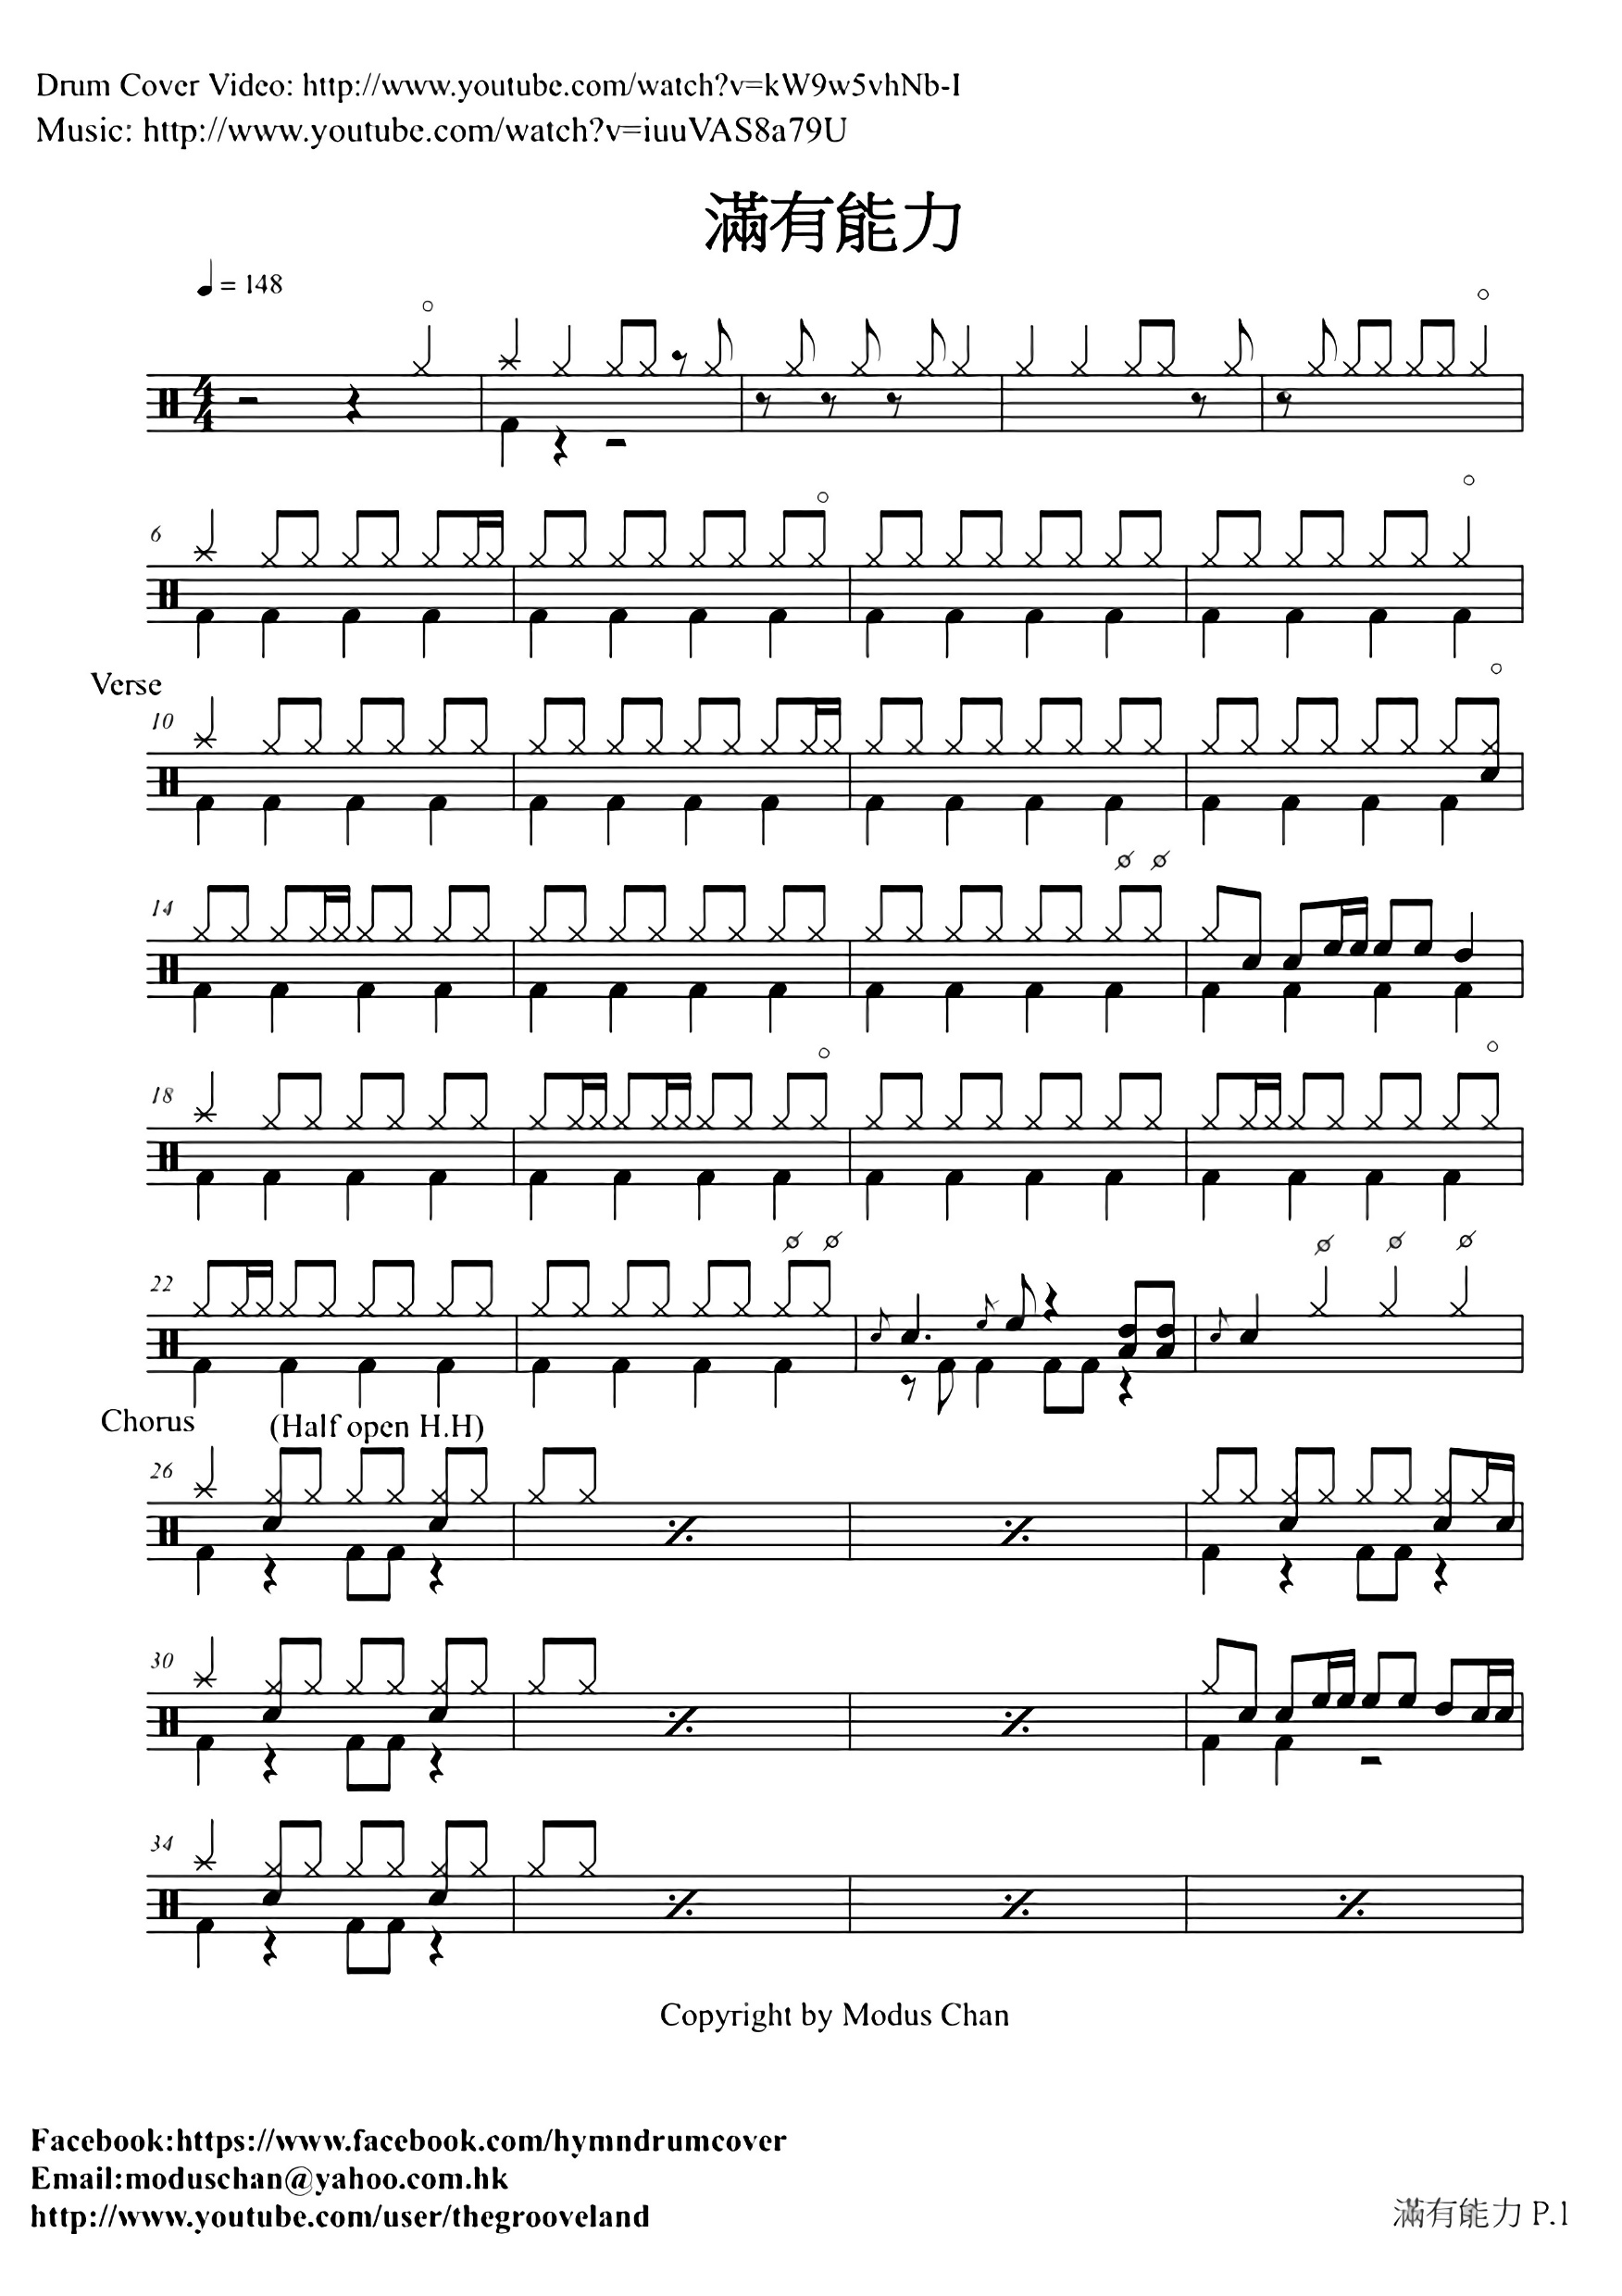 Drum Cover Video: http://www.youtube.com/watch?v=kW9w5vhNb-I
Music: http://www.youtube.com/watch?v=iuuVAS8a79U
滿有能力
= 148
4
4
6
Verse
10
14
18
22
Chorus (Half open H.H)
26
30
34
Copyright by Modus Chan
Facebook:https://www.facebook.com/hymndrumcover
Email:moduschan@yahoo.com.hk
http://www.youtube.com/user/thegrooveland
滿有能力 P.1